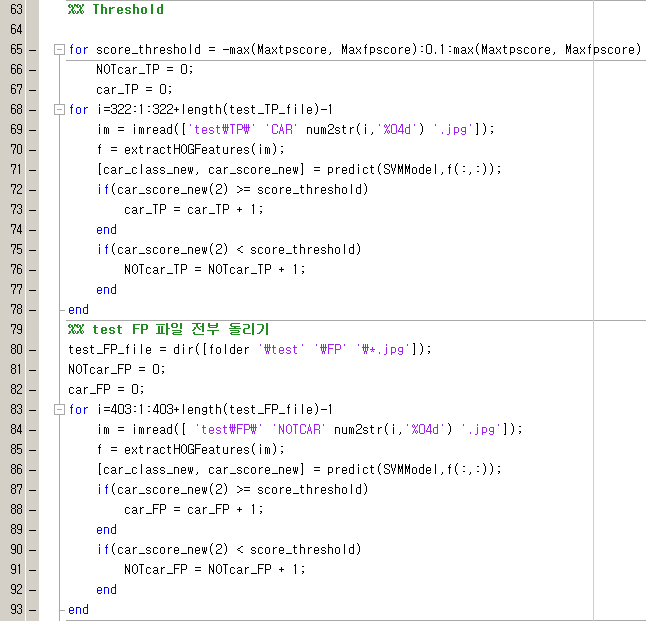 63 %% Threshold
64
65 – for score_threshold = -max(Maxtpscore, Maxfpscore):0.1:max(Maxtpscore, Maxfpscore)
66 – NOTcar_TP = 0;
67 – car_TP = 0;
68 – for i=322:1:322+length(test_TP_file)-1
69 – im = imread(['test₩TP₩' 'CAR' num2str(i,'%04d') '.jpg']);
70 – f = extractHOGFeatures(im);
71 – [car_class_new, car_score_new] = predict(SVMModel,f(:,:));
72 – if(car_score_new(2) >= score_threshold)
73 – car_TP = car_TP + 1;
74 – end
75 – if(car_score_new(2) < score_threshold)
76 – NOTcar_TP = NOTcar_TP + 1;
77 – end
78 – end
79 %% test FP 파일 전부 돌리기
80 – test_FP_file = dir([folder '₩test' '₩FP' '₩*.jpg']);
81 – NOTcar_FP = 0;
82 – car_FP = 0;
83 – for i=403:1:403+length(test_FP_file)-1
84 – im = imread([ 'test₩FP₩' 'NOTCAR' num2str(i,'%04d') '.jpg']);
85 – f = extractHOGFeatures(im);
86 – [car_class_new, car_score_new] = predict(SVMModel,f(:,:));
87 – if(car_score_new(2) >= score_threshold)
88 – car_FP = car_FP + 1;
89 – end
90 – if(car_score_new(2) < score_threshold)
91 – NOTcar_FP = NOTcar_FP + 1;
92 – end
93 – end